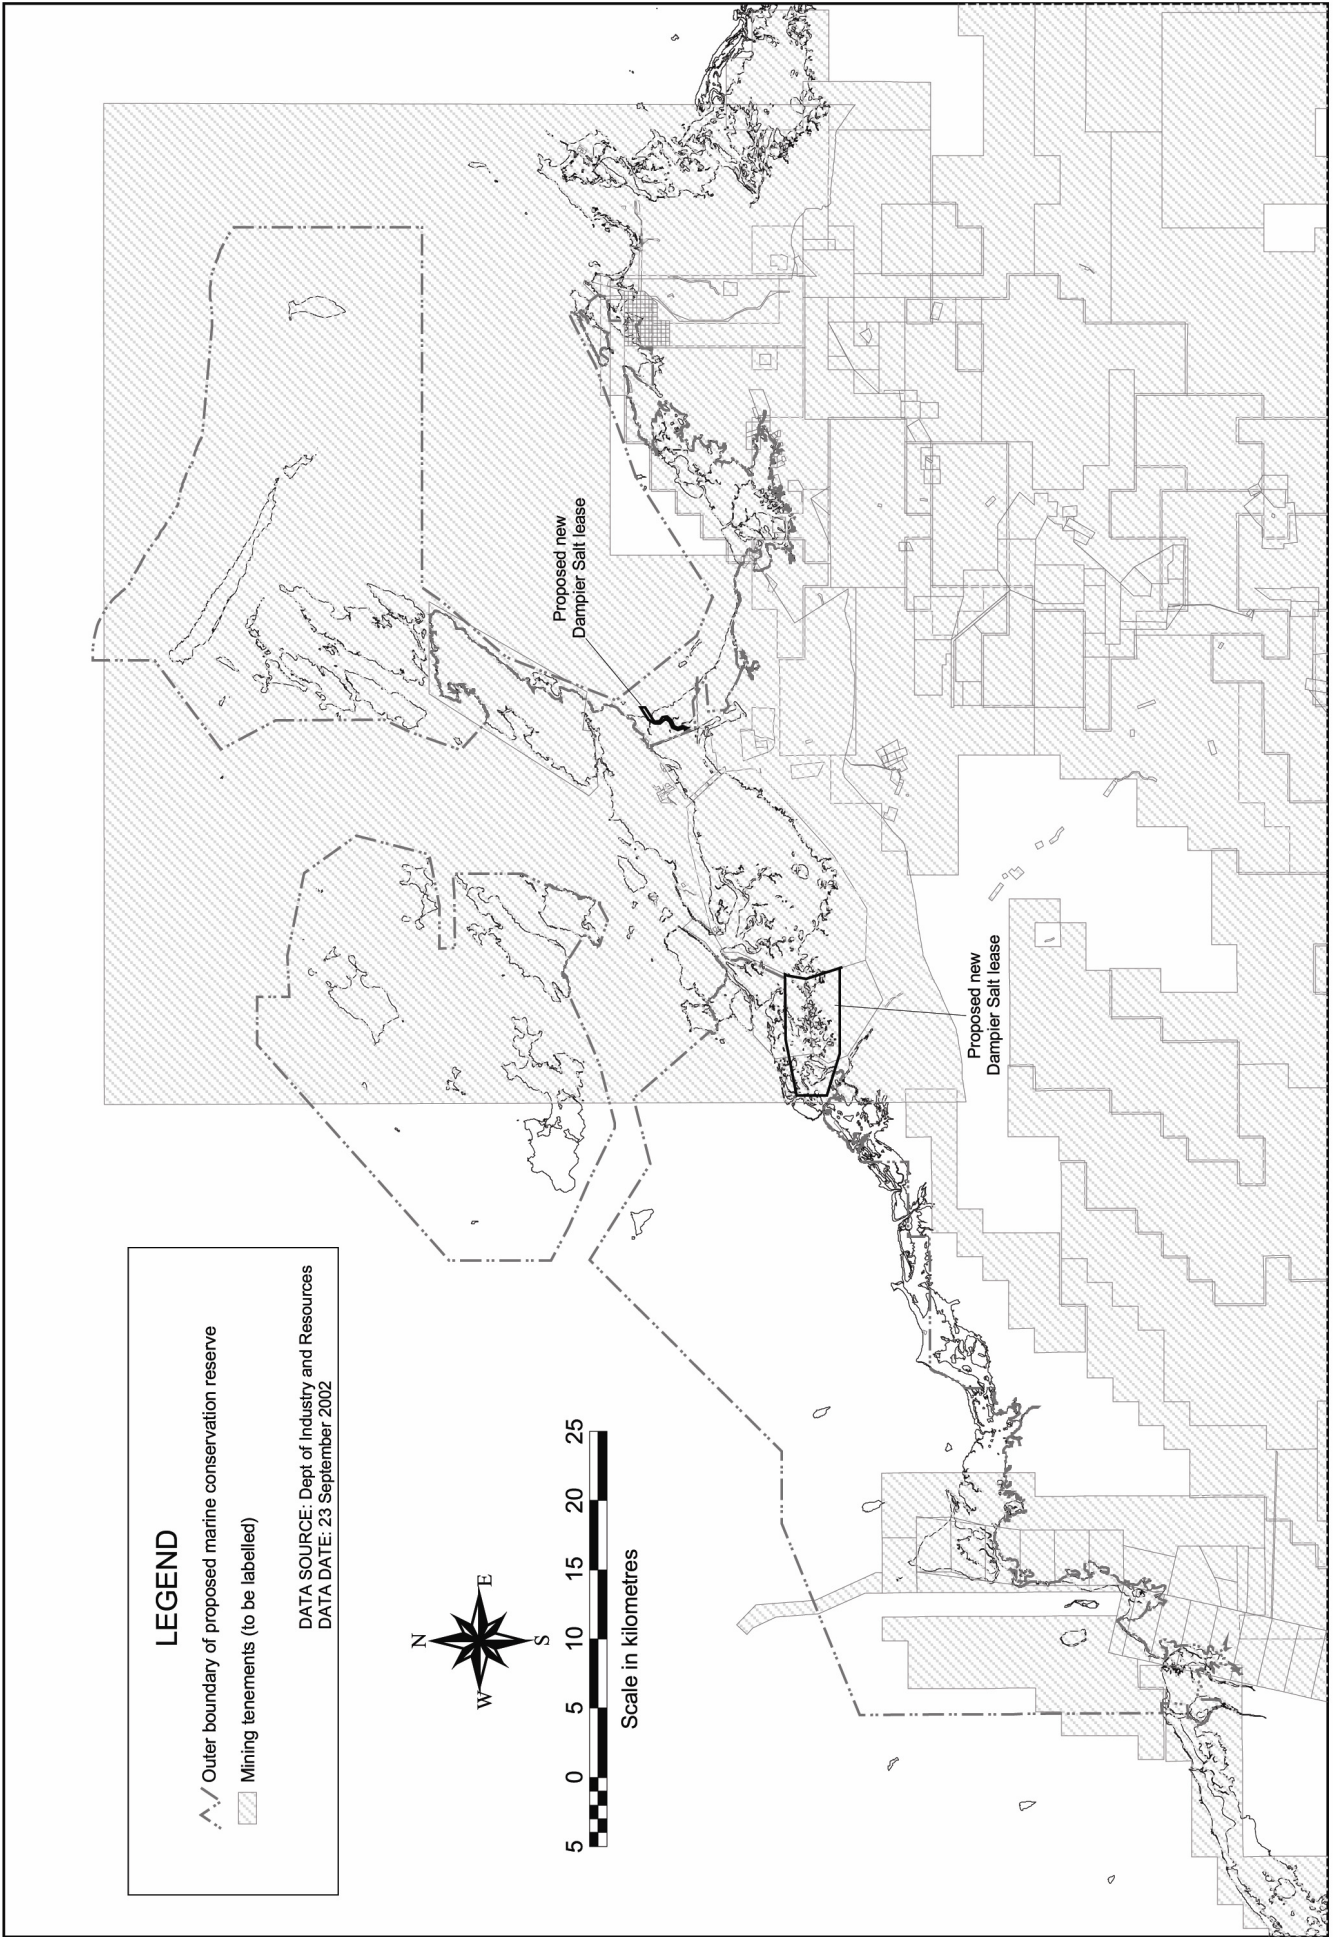 LEGEND
Outer boundary of proposed marine conservation reserve
Mining tenements (to be labelled)
DATA SOURCE: Dept of Industry and Resources
DATA DATE: 23 September 2002
N
W
E
S
5 0 5 10 15 20 25
Scale in kilometres
Proposed new
Dampier Salt lease
Proposed new
Dampier Salt lease